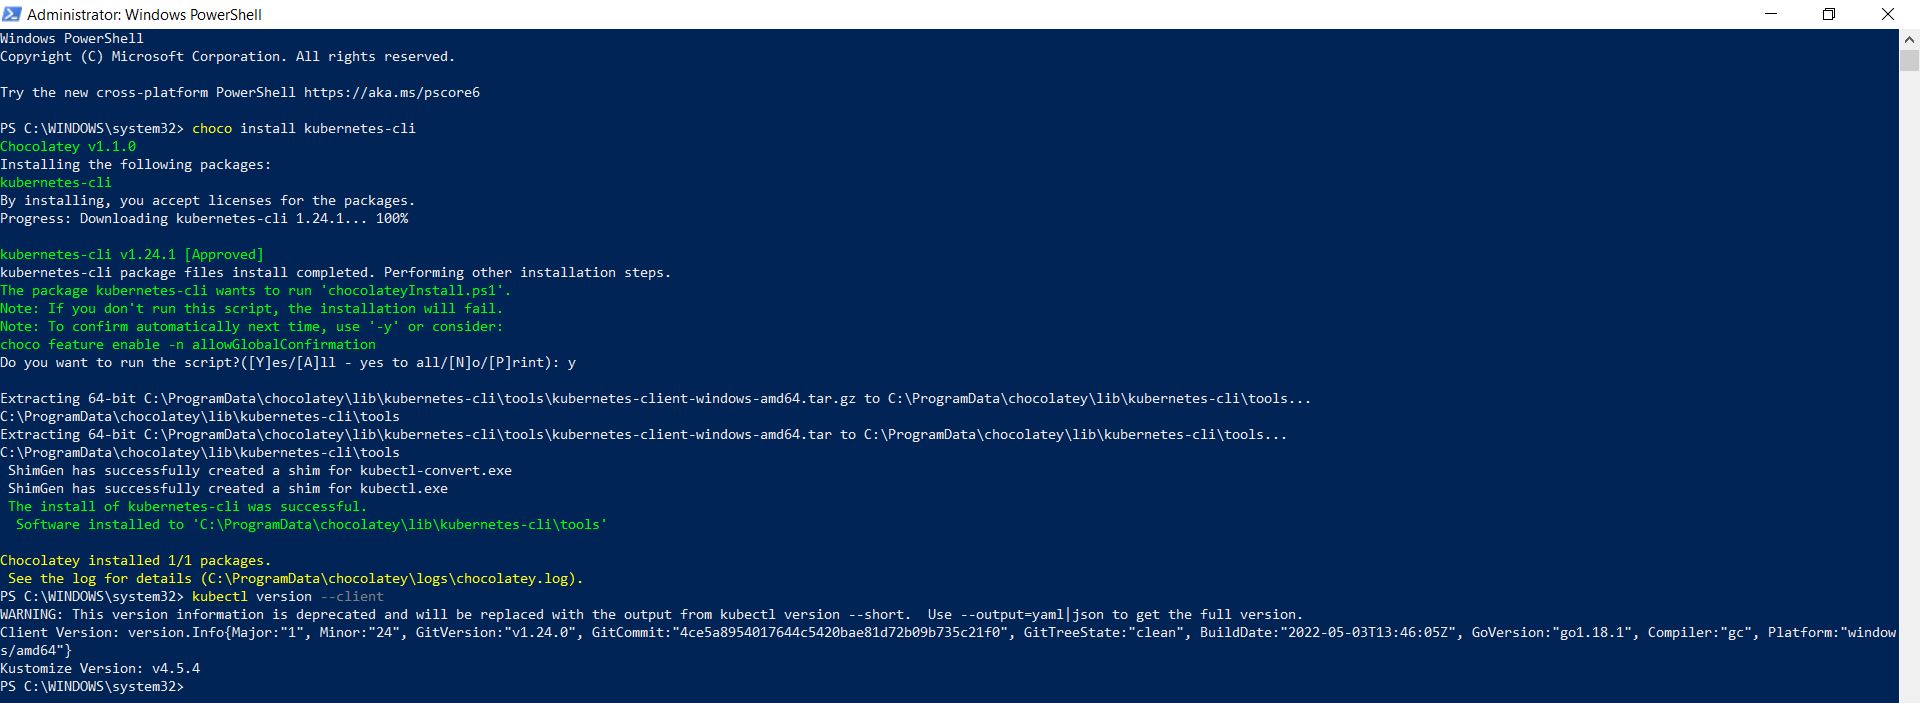 Administrator: Windows PowerShell
Windows PowerShell
Copyright (C) Microsoft Corporation. All rights reserved.
Try the new cross-platform PowerShell https://aka.ms/pscore6
PS C:\WINDOWS\system32> choco install kubernetes-cli
Chocolatey v1.1.0
Installing the following packages:
kubernetes-cli
By installing, you accept licenses for the packages.
Progress: Downloading kubernetes-cli 1.24.1... 100%
kubernetes-cli v1.24.1 [Approved]
kubernetes-cli package files install completed. Performing other installation steps.
The package kubernetes-cli wants to run 'chocolateyInstall.ps1'.
Note: If you don't run this script, the installation will fail.
Note: To confirm automatically next time, use '-y' or consider:
choco feature enable -n allowGlobalConfirmation
Do you want to run the script?([Y]es/[A]ll - yes to all/[N]o/[P]rint): y
Extracting 64-bit C:\ProgramData\chocolatey\lib\kubernetes-cli\tools\kubernetes-client-windows-amd64.tar.gz to C:\ProgramData\chocolatey\lib\kubernetes-cli\tools...
C:\ProgramData\chocolatey\lib\kubernetes-cli\tools
Extracting 64-bit C:\ProgramData\chocolatey\lib\kubernetes-cli\tools\kubernetes-client-windows-amd64.tar to C:\ProgramData\chocolatey\lib\kubernetes-cli\tools...
C:\ProgramData\chocolatey\lib\kubernetes-cli\tools
 ShimGen has successfully created a shim for kubectl-convert.exe
 ShimGen has successfully created a shim for kubectl.exe
 The install of kubernetes-cli was successful.
  Software installed to 'C:\ProgramData\chocolatey\lib\kubernetes-cli\tools'
Chocolatey installed 1/1 packages.
 See the log for details (C:\ProgramData\chocolatey\logs\chocolatey.log).
PS C:\WINDOWS\system32> kubectl version --client
WARNING: This version information is deprecated and will be replaced with the output from kubectl version --short.  Use --output=yaml|json to get the full version.
Client Version: version.Info{Major:"1", Minor:"24", GitVersion:"v1.24.0", GitCommit:"4ce5a8954017644c5420bae81d72b09b735c21f0", GitTreeState:"clean", BuildDate:"2022-05-03T13:46:05Z", GoVersion:"go1.18.1", Compiler:"gc", Platform:"window
s/amd64"}
Kustomize Version: v4.5.4
PS C:\WINDOWS\system32>